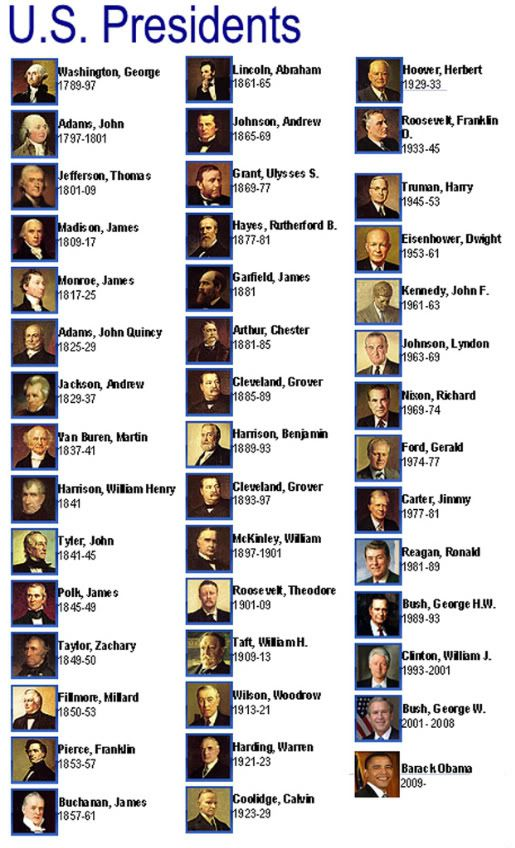 U.S. Presidents
Washington, George
1789-97
Adams, John
1797-1801
Jefferson, Thomas
1801-09
Madison, James
1809-17
Monroe, James
1817-25
Adams, John Quincy
1825-29
Jackson, Andrew
1829-37
Van Buren, Martin
1837-41
Harrison, William Henry
1841
Tyler, John
1841-45
Polk, James
1845-49
Taylor, Zachary
1849-50
Fillmore, Millard
1850-53
Pierce, Franklin
1853-57
Buchanan, James
1857-61
Lincoln, Abraham
1861-65
Johnson, Andrew
1865-69
Grant, Ulysses S.
1869-77
Hayes, Rutherford B.
1877-81
Garfield, James
1881
Arthur, Chester
1881-85
Cleveland, Grover
1885-89
Harrison, Benjamin
1889-93
Cleveland, Grover
1893-97
McKinley, William
1897-1901
Roosevelt, Theodore
1901-09
Taft, William H.
1909-13
Wilson, Woodrow
1913-21
Harding, Warren
1921-23
Coolidge, Calvin
1923-29
Hoover, Herbert
1929-33
Roosevelt, Franklin
D.
1933-45
Truman, Harry
1945-53
Eisenhower, Dwight
1953-61
Kennedy, John F.
1961-63
Johnson, Lyndon
1963-69
Nixon, Richard
1969-74
Ford, Gerald
1974-77
Carter, Jimmy
1977-81
Reagan, Ronald
1981-89
Bush, George H.W.
1989-93
Clinton, William J.
1993-2001
Bush, George W.
2001- 2008
Barack Obama
2009-